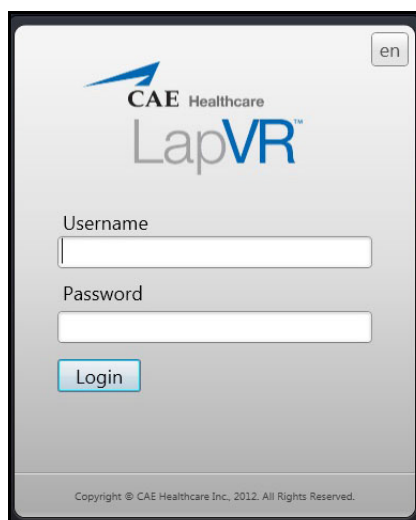 en
CAE Healthcare
LapVR™
Username
Password
Login
Copyright © CAE Healthcare Inc., 2012. All Rights Reserved.